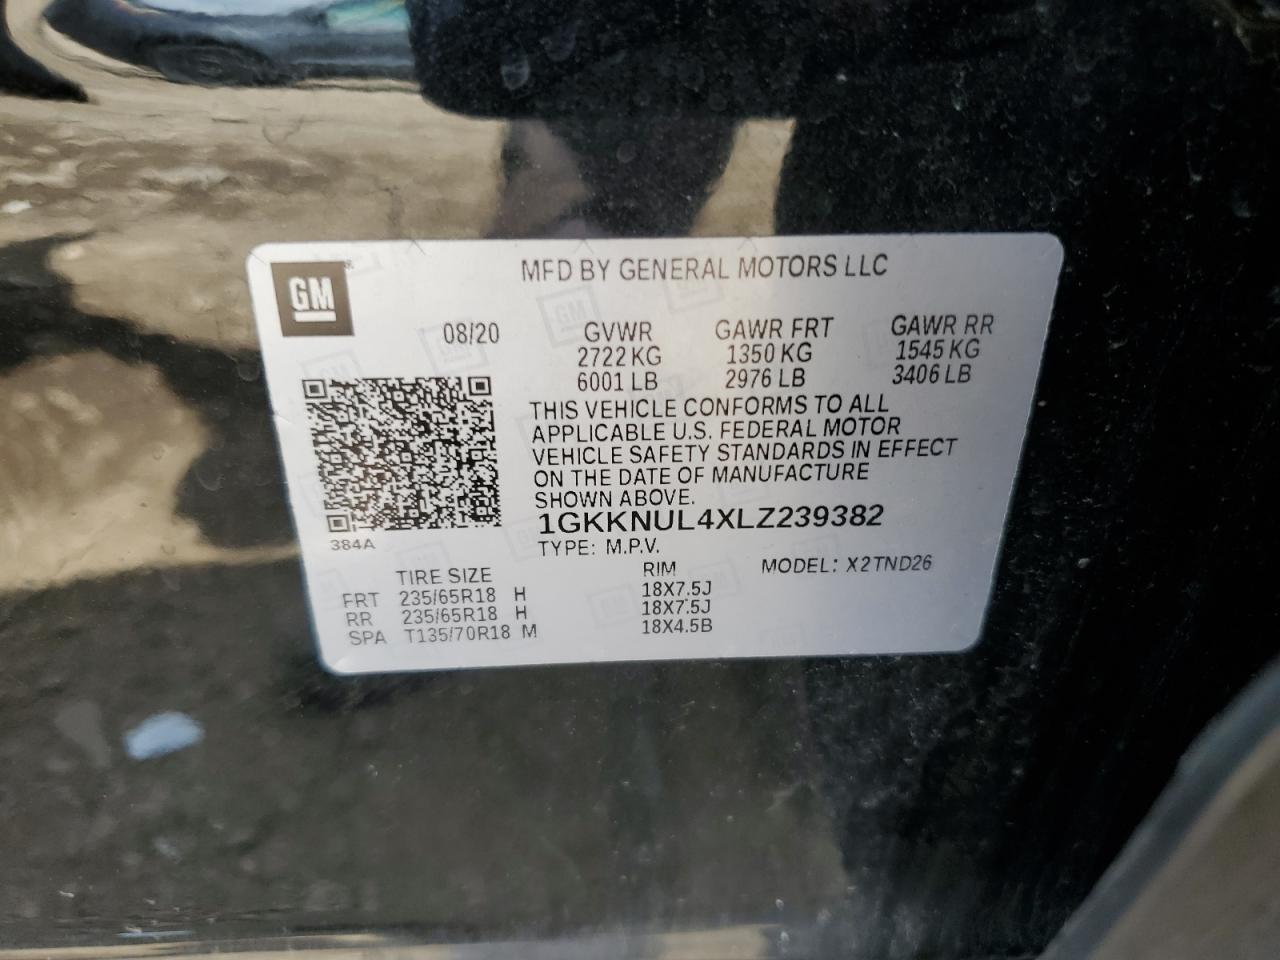 GM
MFD BY GENERAL MOTORS LLC
08/20 GVWR GAWR FRT GAWR RR
2722 KG 1350 KG 1545 KG
6001 LB 2976 LB 3406 LB
THIS VEHICLE CONFORMS TO ALL
APPLICABLE U.S. FEDERAL MOTOR
VEHICLE SAFETY STANDARDS IN EFFECT
ON THE DATE OF MANUFACTURE
SHOWN ABOVE.
1GKKNUL4XLZ239382
384A
TYPE: M.P.V.
TIRE SIZE RIM MODEL: X2TND26
FRT 235/65R18 H 18X7.5J
RR 235/65R18 H 18X7.5J
SPA T135/70R18 M 18X4.5B